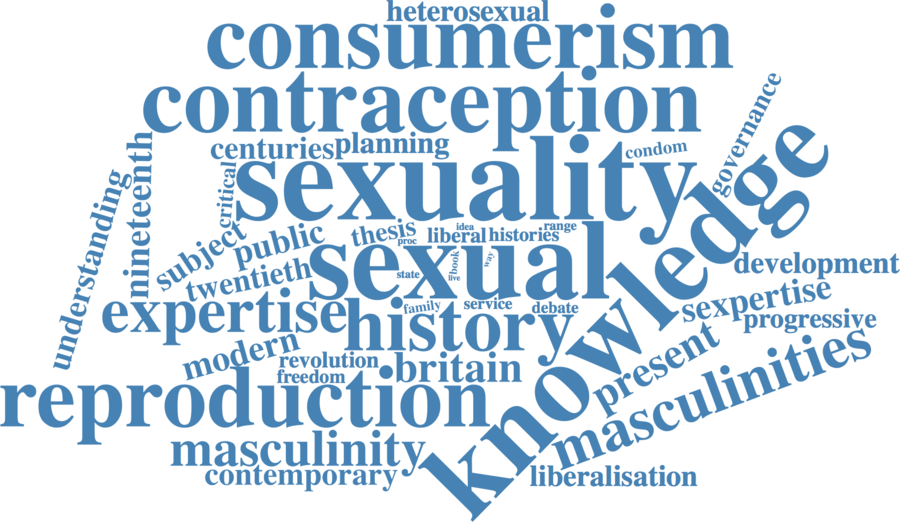 heterosexual
consumerism
contraception
governance
nineteenth
centuries
planning
condom
sexuality
critical
understanding
knowledge
subject
public
thesis
proc
idea
liberal
histories
range
twentieth
sexual
state
book
live
way
development
expertise
family
service
debate
sexpertise
history
progressive
modern
revolution
freedom
britain
present
reproduction
masculinities
masculinity
contemporary
liberalisation